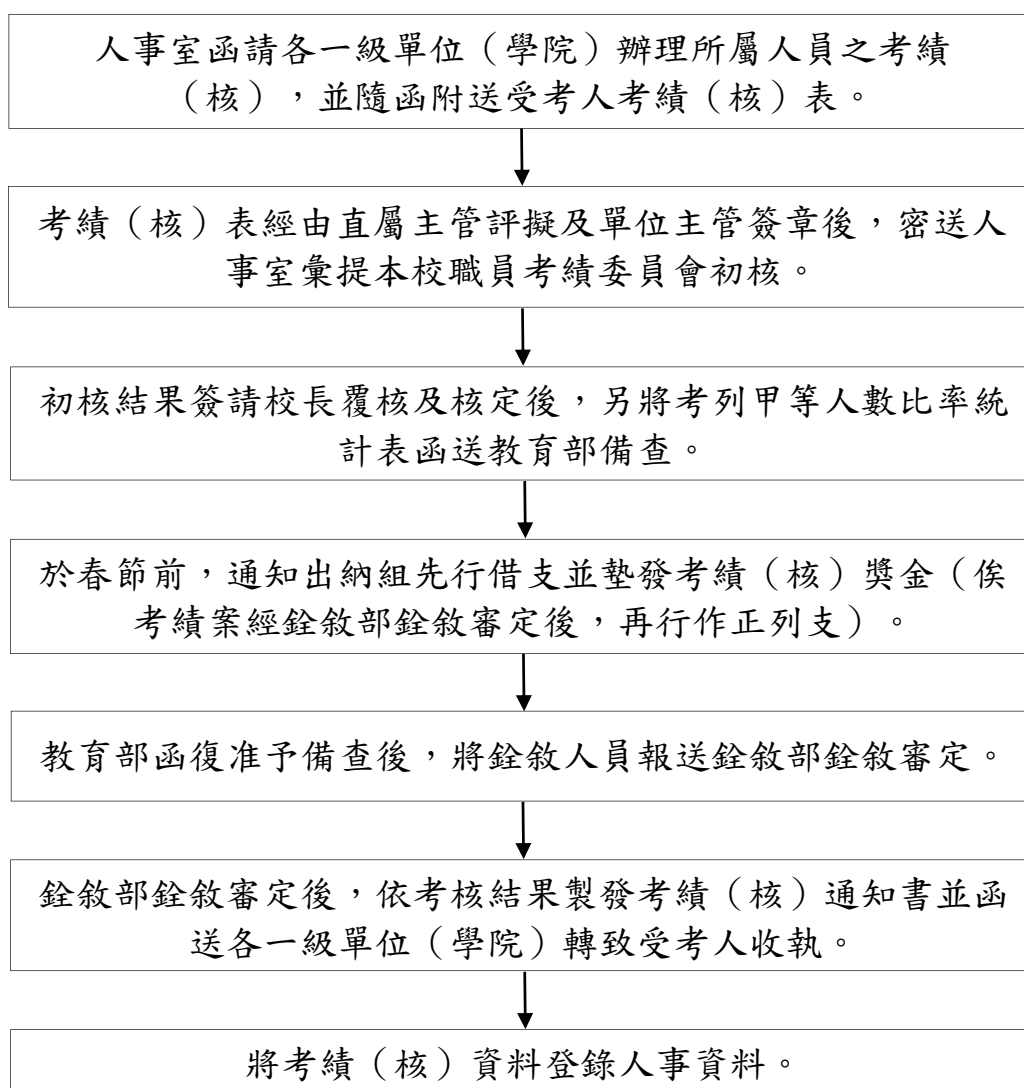 人事室函請各一級單位（學院）辦理所屬人員之考績
（核），並隨函附送受考人考績（核）表。
考績（核）表經由直屬主管評擬及單位主管簽章後，密送人
事室彙提本校職員考績委員會初核。
初核結果簽請校長覆核及核定後，另將考列甲等人數比率統
計表函送教育部備查。
於春節前，通知出納組先行借支並墊發考績（核）獎金（俟
考績案經銓敘部銓敘審定後，再行作正列支）。
教育部函復准予備查後，將銓敘人員報送銓敘部銓敘審定。
銓敘部銓敘審定後，依考核結果製發考績（核）通知書並函
送各一級單位（學院）轉致受考人收執。
將考績（核）資料登錄人事資料。